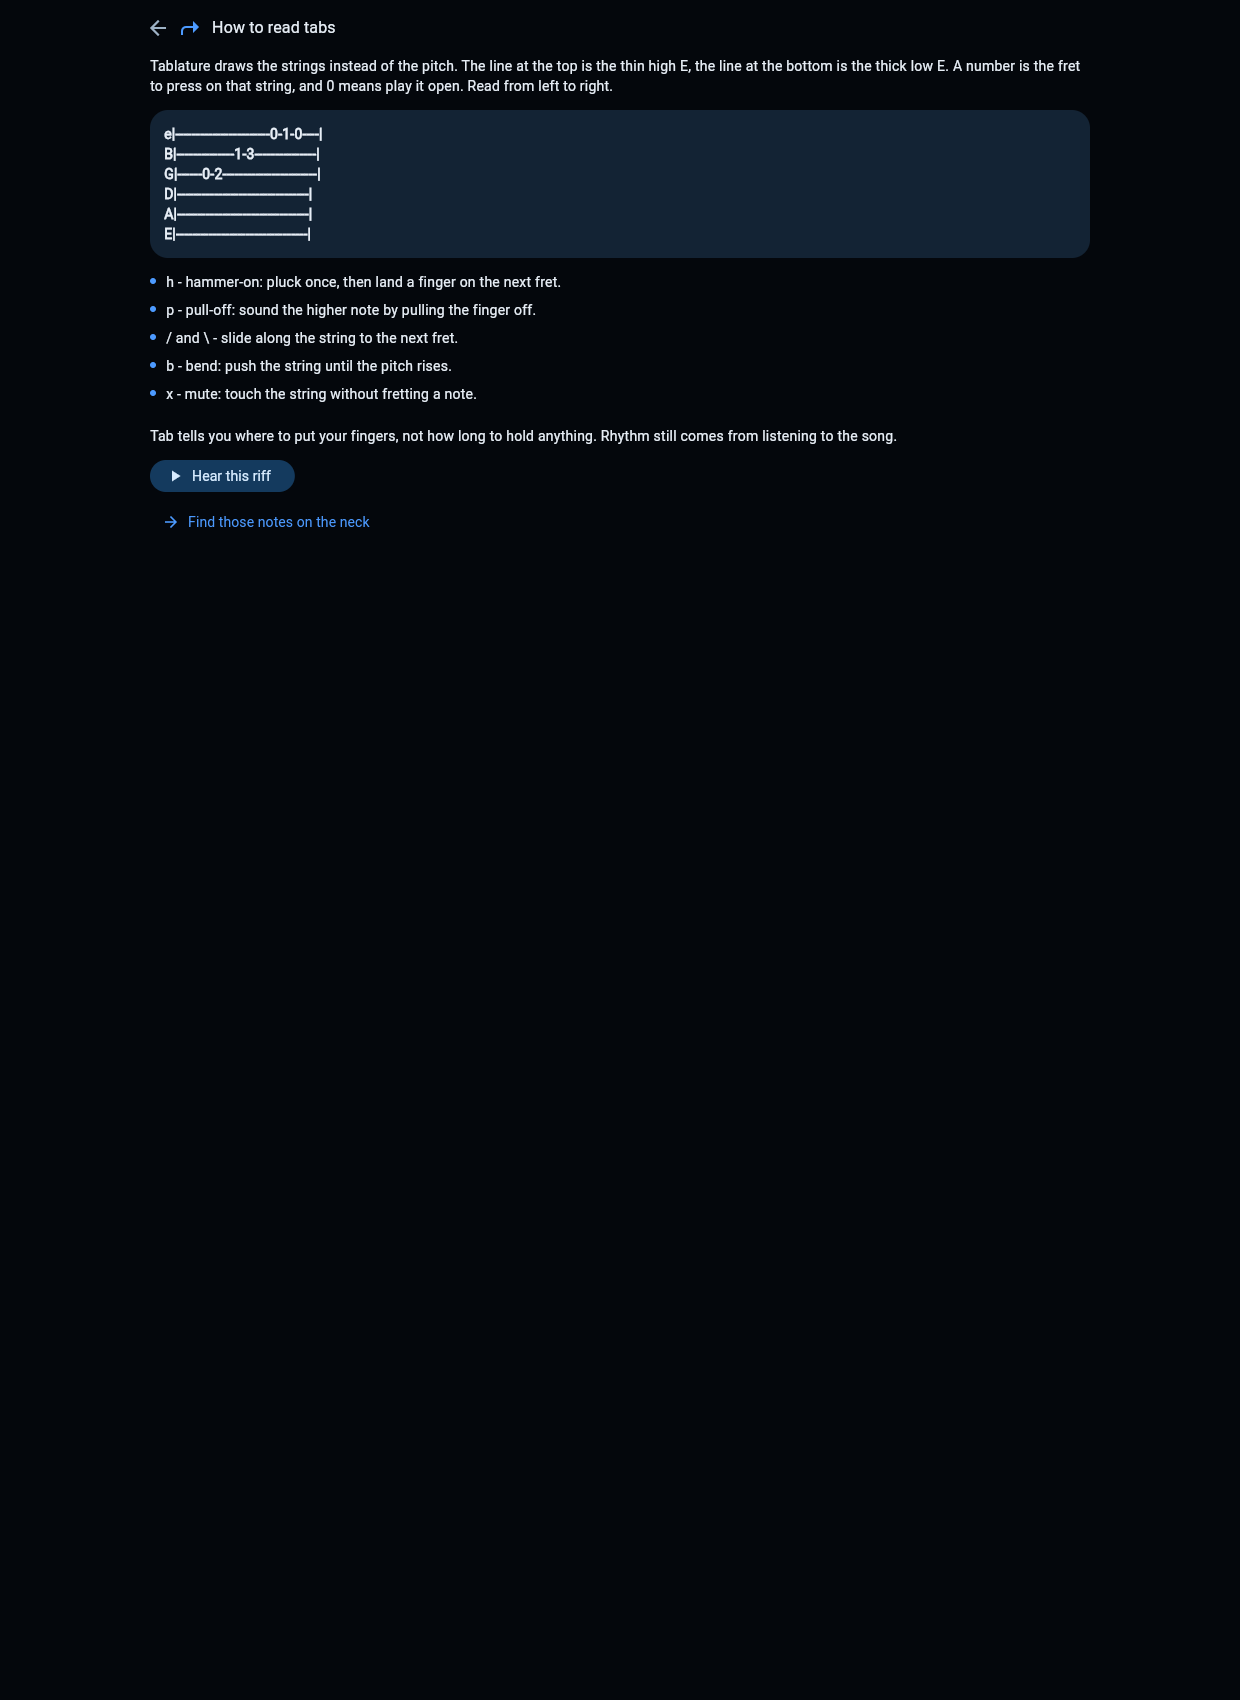 How to read tabs
Tablature draws the strings instead of the pitch. The line at the top is the thin high E, the line at the bottom is the thick low E. A number is the fret
to press on that string, and 0 means play it open. Read from left to right.
e|-----------------------0-1-0----|
B|--------------1-3---------------|
G|------0-2-----------------------|
D|--------------------------------|
A|--------------------------------|
E|--------------------------------|
h - hammer-on: pluck once, then land a finger on the next fret.
p - pull-off: sound the higher note by pulling the finger off.
/ and \ - slide along the string to the next fret.
b - bend: push the string until the pitch rises.
x - mute: touch the string without fretting a note.
Tab tells you where to put your fingers, not how long to hold anything. Rhythm still comes from listening to the song.
Hear this riff
Find those notes on the neck